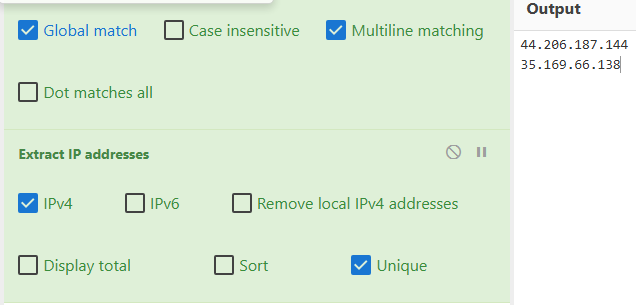 Global match
Case insensitive
Multiline matching
Dot matches all
Extract IP addresses
IPv4
IPv6
Remove local IPv4 addresses
Display total
Sort
Unique
Output
44.206.187.144
35.169.66.138